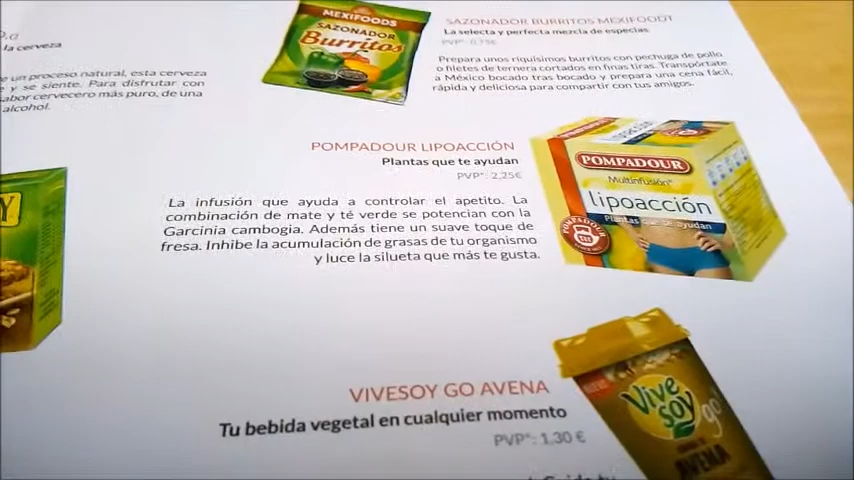 la cerveza
un proceso natural, esta cerveza
y se siente. Para disfrutar con
sabor cervecero más puro, de una
alcohol.
MEXIFOODS
SAZONADOR
Burritos
SAZONADOR BURRITOS MEXIFOODT
La selecta y perfecta mezcla de especias
PVP*: 0,75€
Prepara unos riquísimos burritos con pechuga de pollo
o filetes de ternera cortados en finas tiras. Transpórtate
a México bocado tras bocado y prepara una cena fácil,
rápida y deliciosa para compartir con tus amigos.
POMPADOUR LIPOACCIÓN
Plantas que te ayudan
PVP*: 2,25€
La infusión que ayuda a controlar el apetito. La
combinación de mate y té verde se potencian con la
Garcinia cambogia. Además tiene un suave toque de
fresa. Inhibe la acumulación de grasas de tu organismo
y luce la silueta que más te gusta.
POMPADOUR
Multinfusión
Lipoacción
Plantas que te ayudan
POMPADOUR
VIVESOY GO AVENA
Tu bebida vegetal en cualquier momento
PVP*: 1,30 €
Vive
soy
go
AVENA